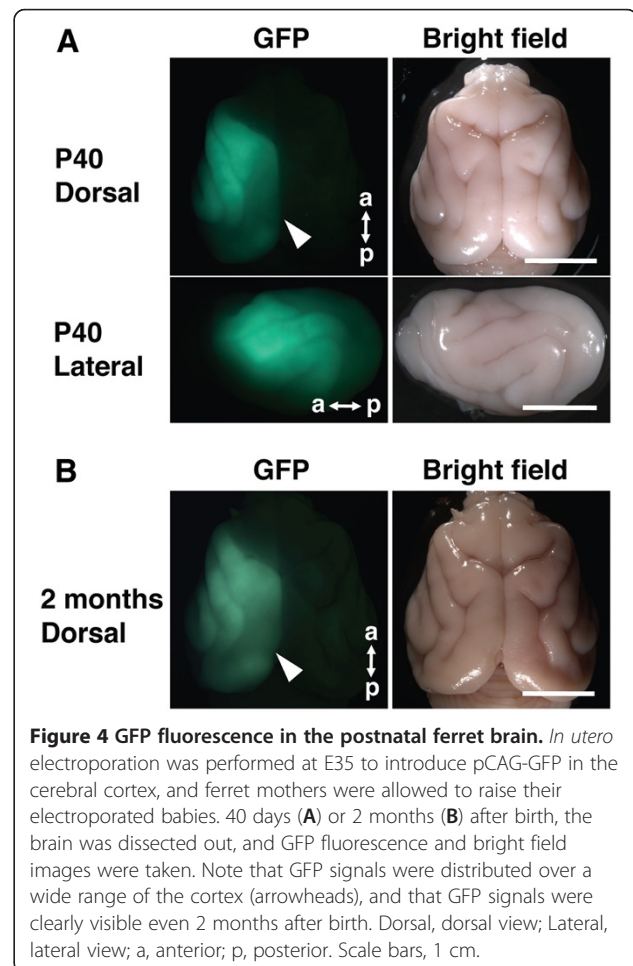 A
GFP
Bright field
P40
Dorsal
a
p
P40
Lateral
a p
B
GFP
Bright field
2 months
Dorsal
a
p
Figure 4 GFP fluorescence in the postnatal ferret brain. In utero
electroporation was performed at E35 to introduce pCAG-GFP in the
cerebral cortex, and ferret mothers were allowed to raise their
electroporated babies. 40 days (A) or 2 months (B) after birth, the
brain was dissected out, and GFP fluorescence and bright field
images were taken. Note that GFP signals were distributed over a
wide range of the cortex (arrowheads), and that GFP signals were
clearly visible even 2 months after birth. Dorsal, dorsal view; Lateral,
lateral view; a, anterior; p, posterior. Scale bars, 1 cm.